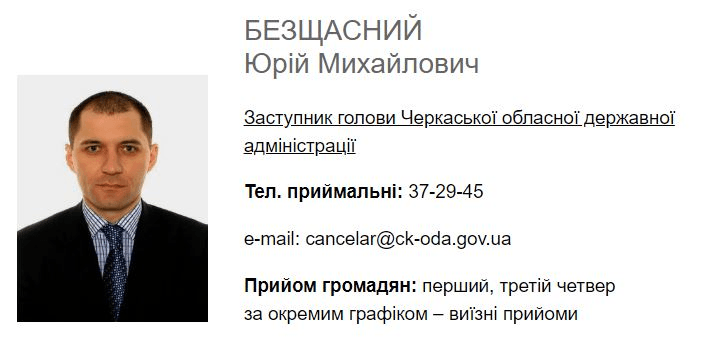 БЕЗЩАСНИЙ
Юрій Михайлович
Заступник голови Черкаської обласної державної
адміністрації
Тел. приймальні: 37-29-45
e-mail: cancelar@ck-oda.gov.ua
Прийом громадян: перший, третій четвер
за окремим графіком – виїзні прийоми